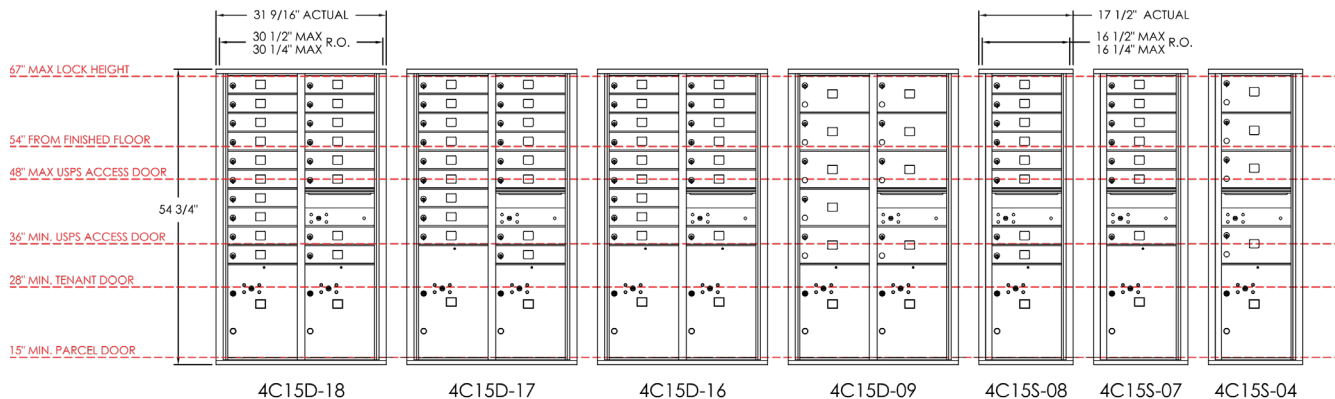 31 9/16" ACTUAL
30 1/2" MAX
30 1/4" MAX
R.O.
17 1/2" ACTUAL
16 1/2" MAX
16 1/4" MAX
R.O.
67" MAX LOCK HEIGHT
54" FROM FINISHED FLOOR
48" MAX USPS ACCESS DOOR
54 3/4"
36" MIN. USPS ACCESS DOOR
28" MIN. TENANT DOOR
15" MIN. PARCEL DOOR
4C15D-18
4C15D-17
4C15D-16
4C15D-09
4C15S-08
4C15S-07
4C15S-04